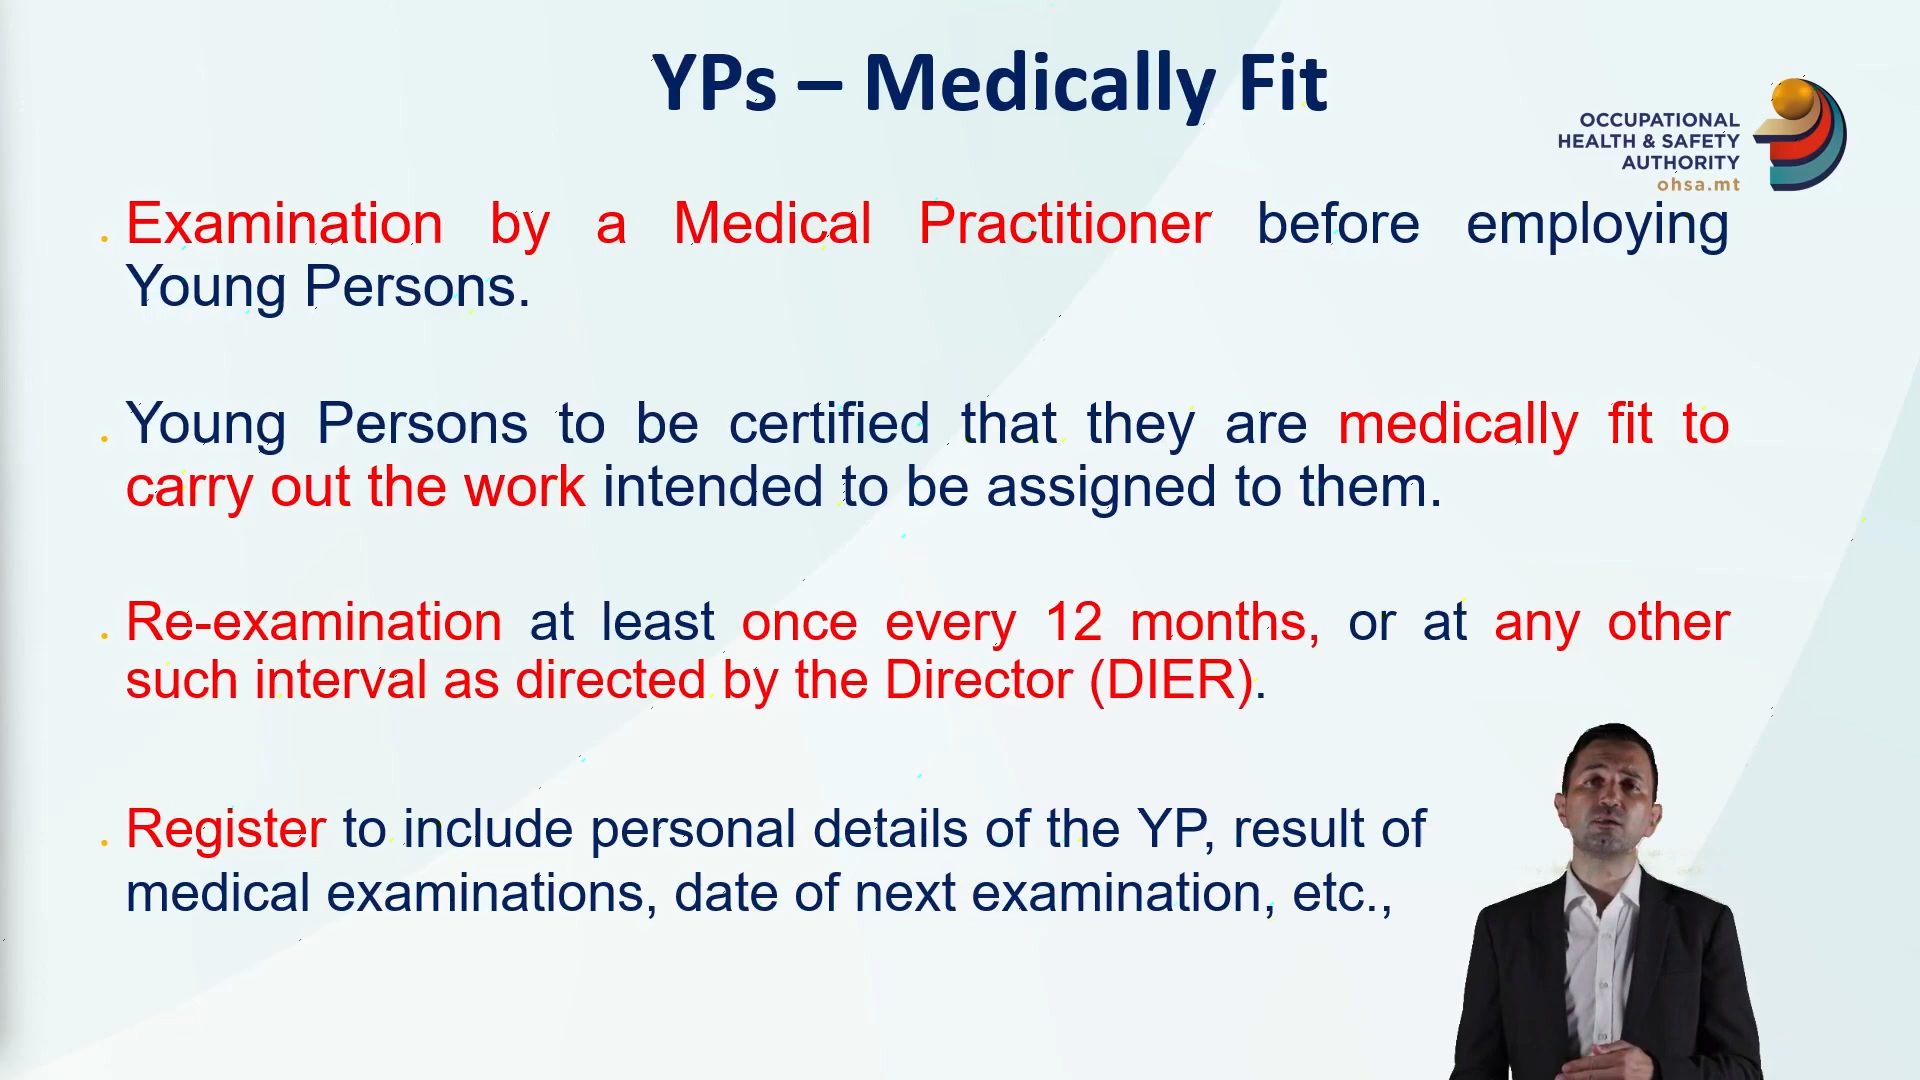 YPs – Medically Fit
OCCUPATIONAL
HEALTH & SAFETY
AUTHORITY
ohsa.mt
. Examination by a Medical Practitioner before employing
Young Persons.
. Young Persons to be certified that they are medically fit to
carry out the work intended to be assigned to them.
. Re-examination at least once every 12 months, or at any other
such interval as directed by the Director (DIER).
. Register to include personal details of the YP, result of
medical examinations, date of next examination, etc.,